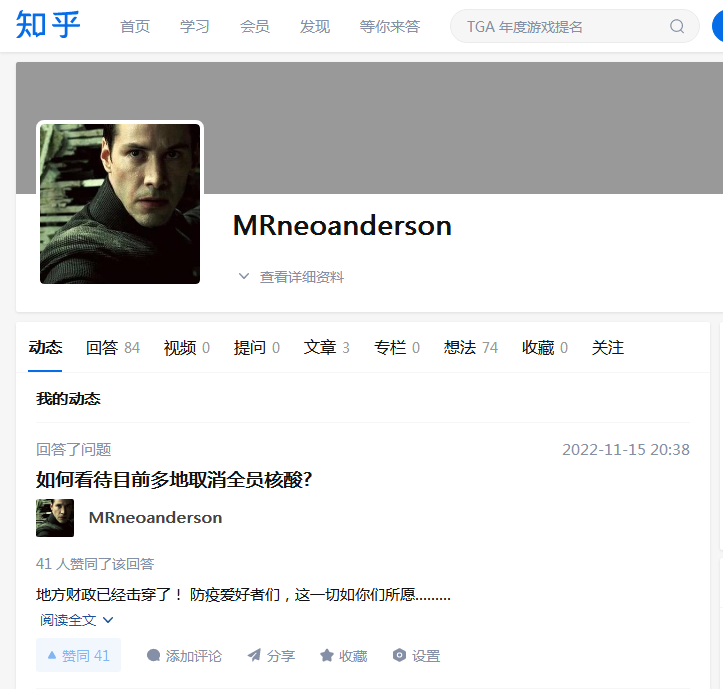 知乎 首页 学习 会员 发现 等你来答 TGA 年度游戏提名
MRneoanderson
查看详细资料
动态 回答 84 视频 0 提问 0 文章 3 专栏 0 想法 74 收藏 0 关注
我的动态
回答了问题 2022-11-15 20:38
如何看待目前多地取消全员核酸?
MRneoanderson
41 人赞同了该回答
地方财政已经击穿了！ 防疫爱好者们，这一切如你们所愿.........
阅读全文
赞同 41 添加评论 分享 收藏 设置